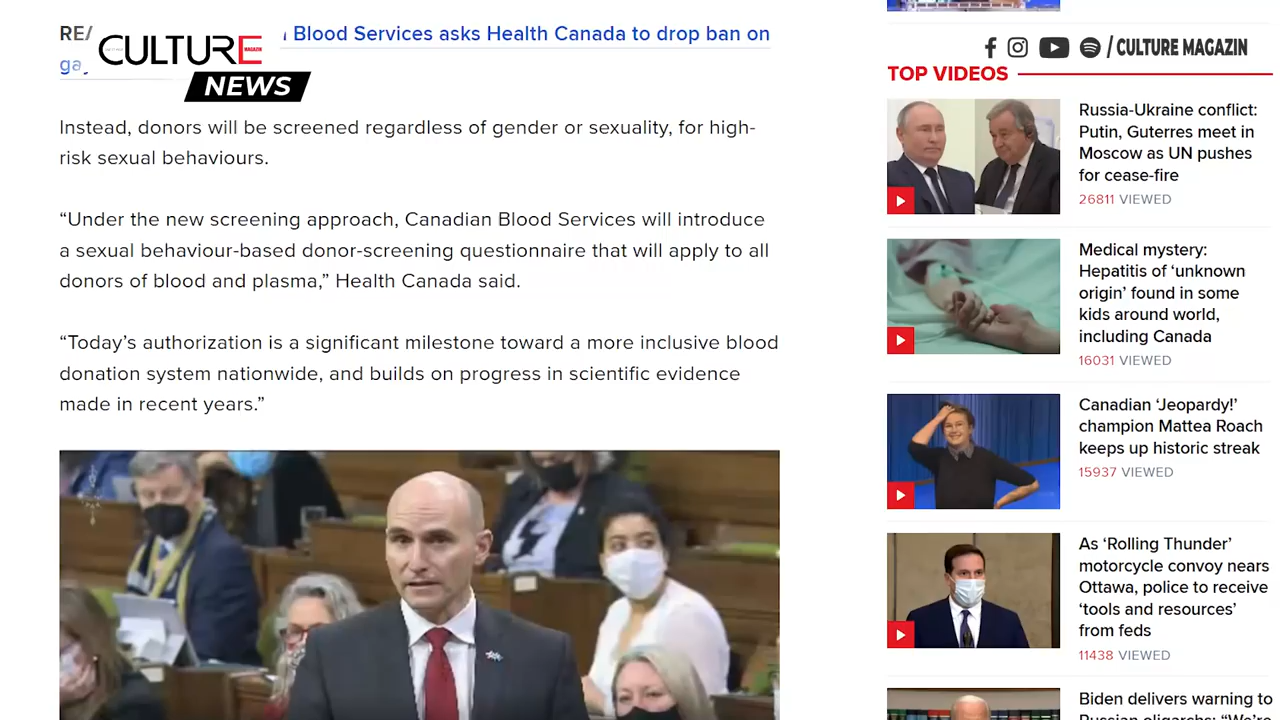 RE/
Blood Services asks Health Canada to drop ban on
ga
CULTURE
MAGAZIN
NEWS
Instead, donors will be screened regardless of gender or sexuality, for high-
risk sexual behaviours.
“Under the new screening approach, Canadian Blood Services will introduce
a sexual behaviour-based donor-screening questionnaire that will apply to all
donors of blood and plasma,” Health Canada said.
“Today’s authorization is a significant milestone toward a more inclusive blood
donation system nationwide, and builds on progress in scientific evidence
made in recent years.”
/ CULTURE MAGAZIN
TOP VIDEOS
Russia-Ukraine conflict:
Putin, Guterres meet in
Moscow as UN pushes
for cease-fire
26811 VIEWED
Medical mystery:
Hepatitis of ‘unknown
origin’ found in some
kids around world,
including Canada
16031 VIEWED
Canadian ‘Jeopardy!’
champion Mattea Roach
keeps up historic streak
15937 VIEWED
As ‘Rolling Thunder’
motorcycle convoy nears
Ottawa, police to receive
‘tools and resources’
from feds
11438 VIEWED
Biden delivers warning to
Russian oligarchs: “We’re